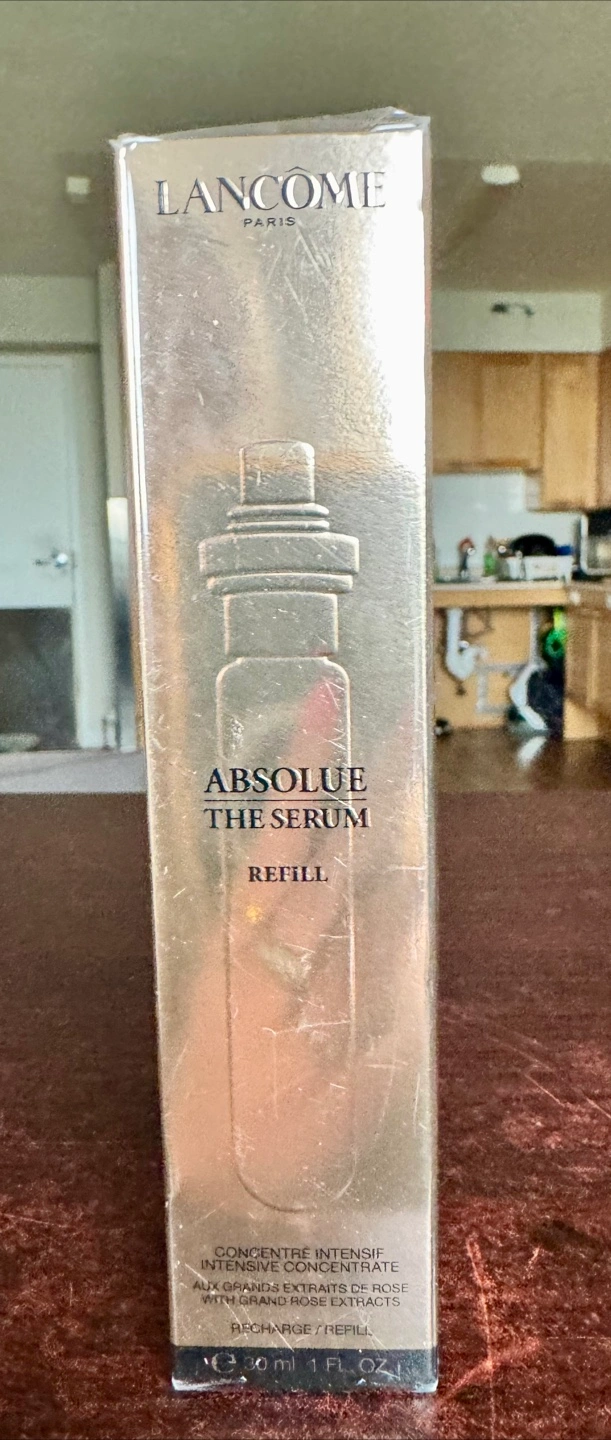 LANCÔME
PARIS
ABSOLUE
THE SERUM
REFiLL
CONCENTRÉ INTENSIF
INTENSIVE CONCENTRATE
AUX GRANDS EXTRAITS DE ROSE
WITH GRAND ROSE EXTRACTS
RECHARGE / REFILL
℮ 30 ml 1 FL. OZ.